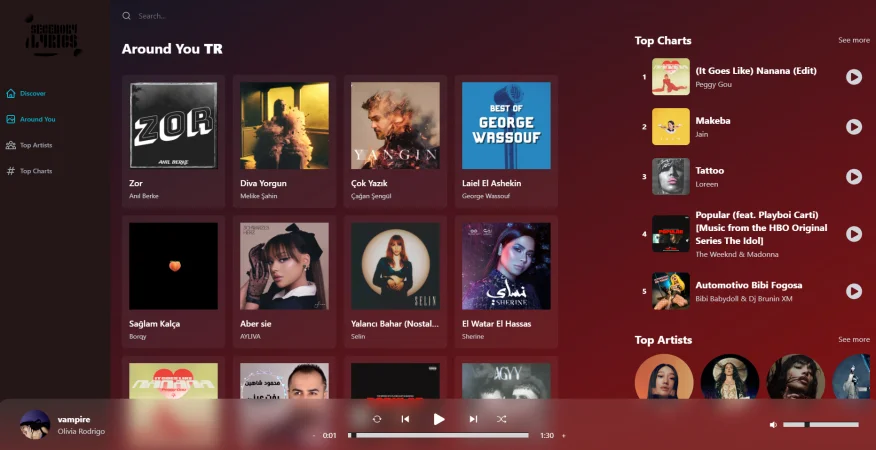 LYRICS
Search...
Discover
Around You
Top Artists
Top Charts
Around You TR
ZOR
ANIL BERKE
Zor
Anıl Berke
Diva Yorgun
Melike Şahin
YANGIN
Çok Yazık
Çağan Şengül
BEST OF
GEORGE
WASSOUF
Laiel El Ashekin
George Wassouf
Sağlam Kalça
Borqy
Aber sie
AYLIVA
SELIN
Yalancı Bahar (Nostal...
Selin
نساي
SHERINE
El Watar El Hassas
Sherine
محمود شاهين
Top Charts
See more
1
(It Goes Like) Nanana (Edit)
Peggy Gou
2
Makeba
Jain
3
Tattoo
Loreen
4
Popular (feat. Playboi Carti)
[Music from the HBO Original
Series The Idol]
The Weeknd & Madonna
5
Automotivo Bibi Fogosa
Bibi Babydoll & Dj Brunin XM
Top Artists
See more
vampire
Olivia Rodrigo
-
0:01
1:30
+